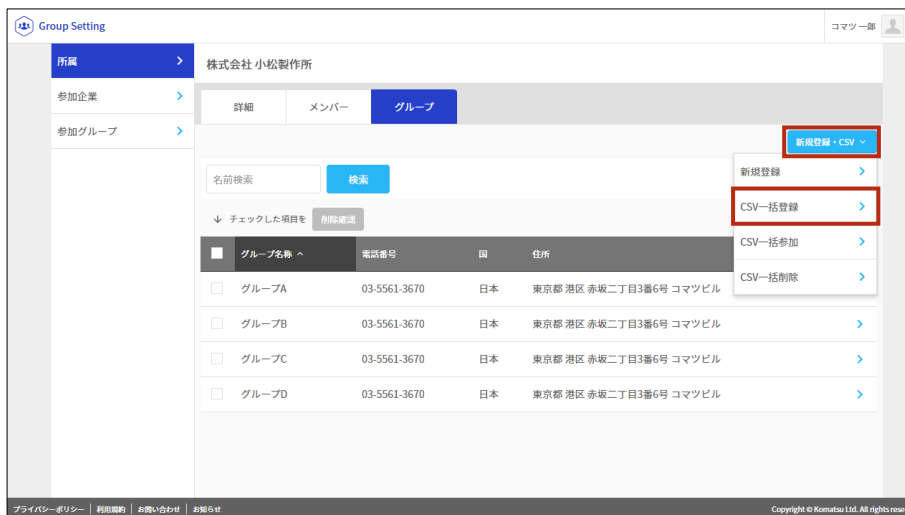 Group Setting
コマツ 一郎
所属
参加企業
参加グループ
株式会社 小松製作所
詳細 メンバー グループ
新規登録・CSV
新規登録
CSV一括登録
CSV一括参加
CSV一括削除
名前検索 検索
チェックした項目を 削除確認
グループ名称 電話番号 国 住所
グループA 03-5561-3670 日本 東京都 港区 赤坂二丁目3番6号 コマツビル
グループB 03-5561-3670 日本 東京都 港区 赤坂二丁目3番6号 コマツビル
グループC 03-5561-3670 日本 東京都 港区 赤坂二丁目3番6号 コマツビル
グループD 03-5561-3670 日本 東京都 港区 赤坂二丁目3番6号 コマツビル
プライバシーポリシー | 利用規約 | お問い合わせ | お知らせ
Copyright © Komatsu Ltd. All rights rese